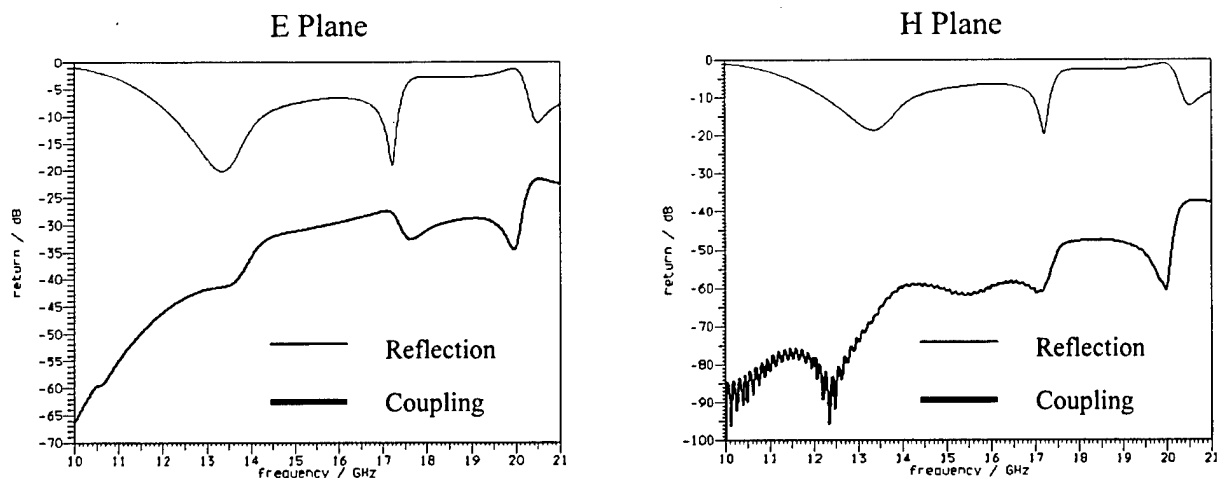 E Plane
0
-5
-10
-15
-20
-25
-30
-35
-40
-45
-50
-55
-60
-65
-70
return / dB
10 11 12 13 14 15 16 17 18 19 20 21
frequency / GHz
Reflection
Coupling
H Plane
0
-10
-20
-30
-40
-50
-60
-70
-80
-90
-100
return / dB
10 11 12 13 14 15 16 17 18 19 20 21
frequency / GHz
Reflection
Coupling